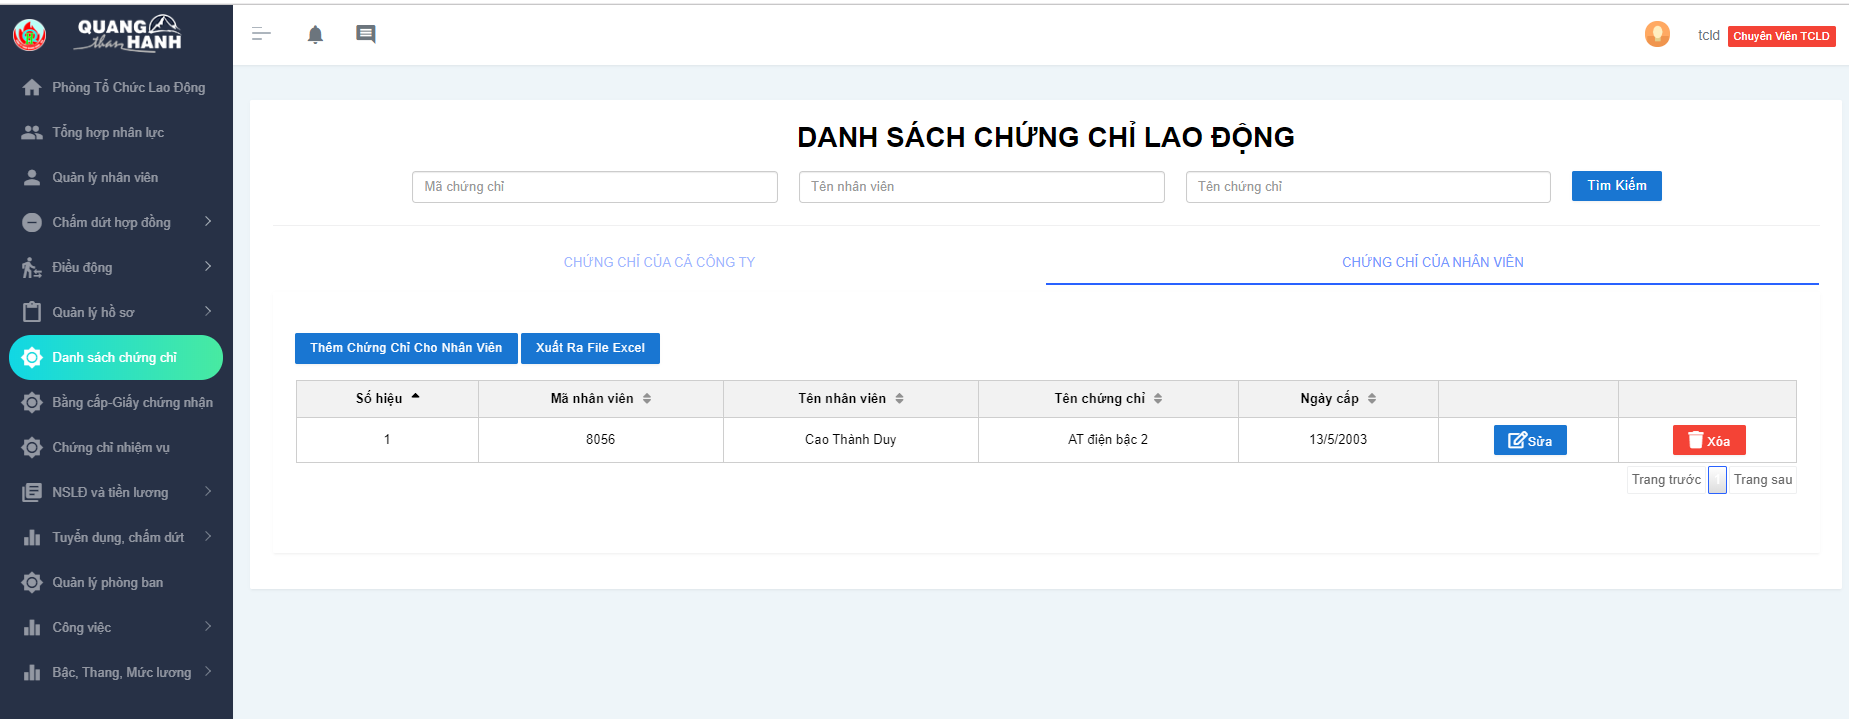 QUANG
than HANH
tcld Chuyên Viên TCLD
Phòng Tổ Chức Lao Động
Tổng hợp nhân lực
Quản lý nhân viên
Chấm dứt hợp đồng
Điều động
Quản lý hồ sơ
Danh sách chứng chỉ
Bằng cấp-Giấy chứng nhận
Chứng chỉ nhiệm vụ
NSLĐ và tiền lương
Tuyển dụng, chấm dứt
Quản lý phòng ban
Công việc
Bậc, Thang, Mức lương
DANH SÁCH CHỨNG CHỈ LAO ĐỘNG
Mã chứng chỉ Tên nhân viên Tên chứng chỉ Tìm Kiếm
CHỨNG CHỈ CỦA CẢ CÔNG TY CHỨNG CHỈ CỦA NHÂN VIÊN
Thêm Chứng Chỉ Cho Nhân Viên Xuất Ra File Excel
Số hiệu Mã nhân viên Tên nhân viên Tên chứng chỉ Ngày cấp
1 8056 Cao Thành Duy AT điện bậc 2 13/5/2003 Sửa Xóa
Trang trước 1 Trang sau